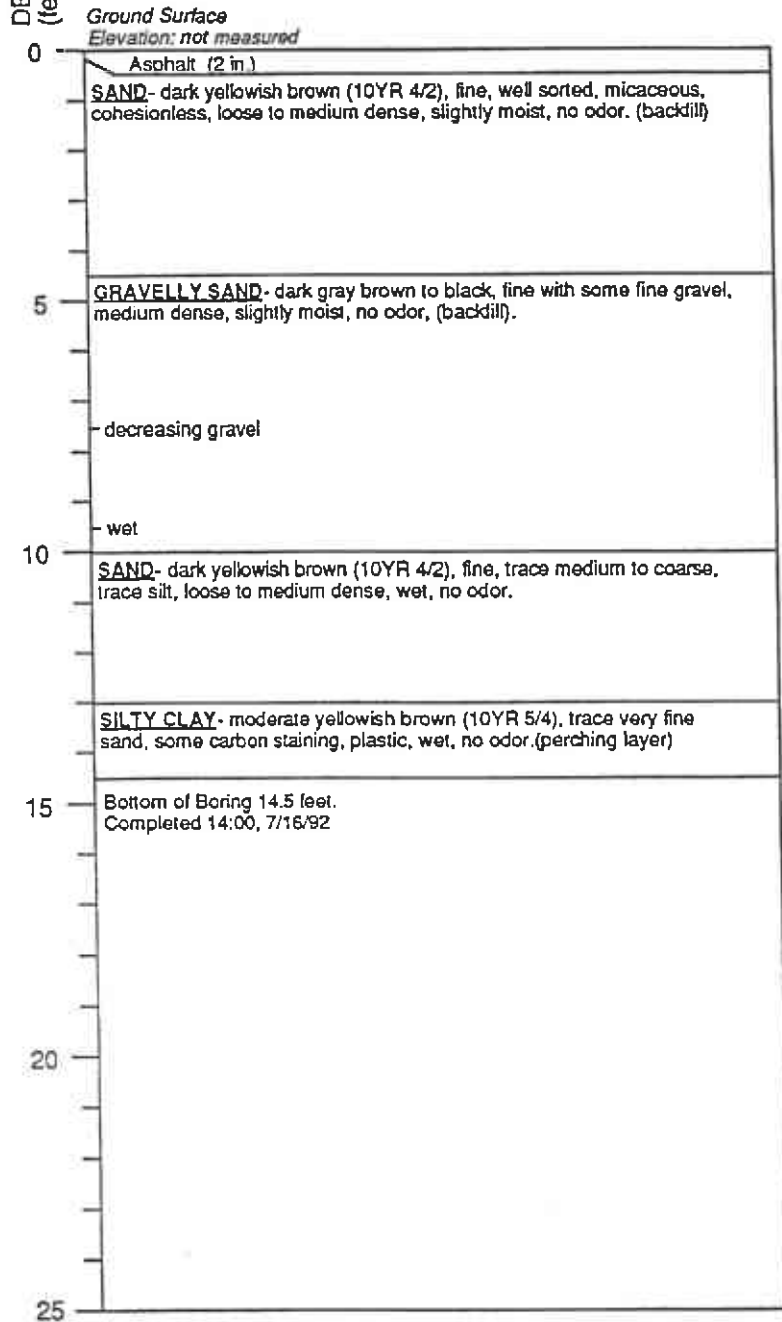 Ground Surface
Elevation: not measured
0
Asphalt (2 in.)
SAND- dark yellowish brown (10YR 4/2), fine, well sorted, micaceous,
cohesionless, loose to medium dense, slightly moist, no odor. (backfill)
5
GRAVELLY SAND- dark gray brown to black, fine with some fine gravel,
medium dense, slightly moist, no odor, (backfill).
decreasing gravel
wet
10
SAND- dark yellowish brown (10YR 4/2), fine, trace medium to coarse,
trace silt, loose to medium dense, wet, no odor.
SILTY CLAY- moderate yellowish brown (10YR 5/4), trace very fine
sand, some carbon staining, plastic, wet, no odor.(perching layer)
15
Bottom of Boring 14.5 feet.
Completed 14:00, 7/16/92
20
25